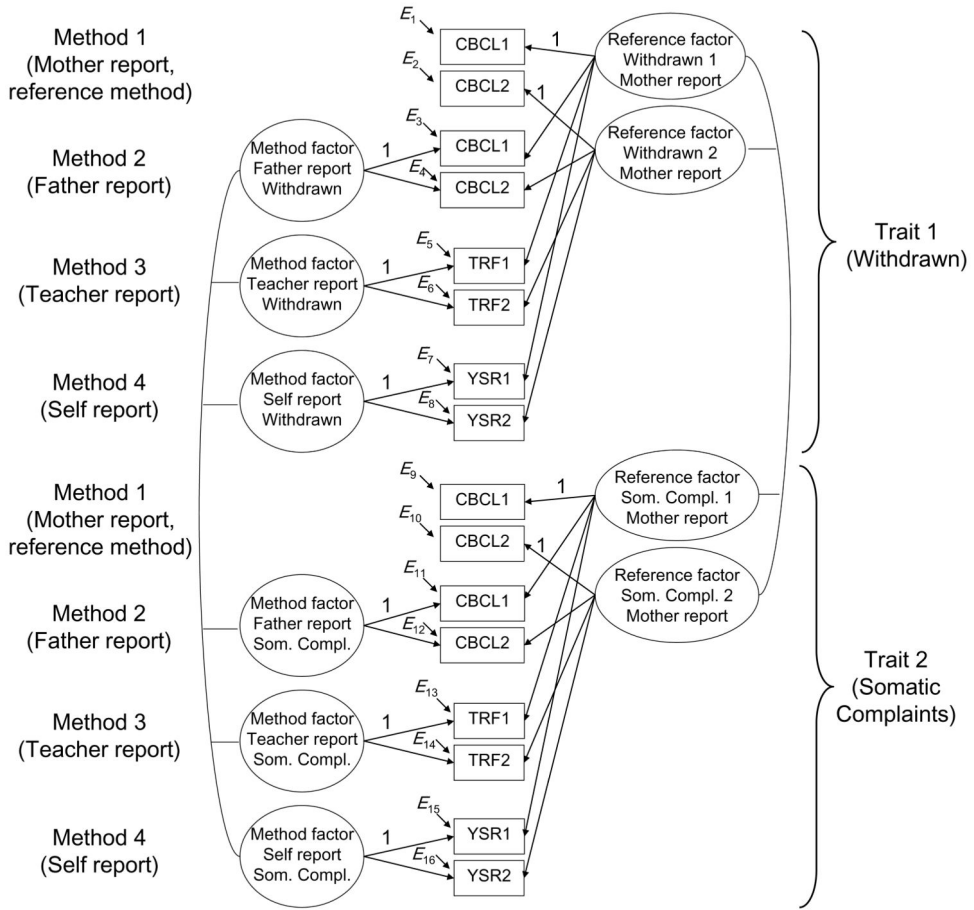 Method 1
(Mother report,
reference method)
E1
CBCL1
1
Reference factor
Withdrawn 1
Mother report
E2
CBCL2
1
Method 2
(Father report)
Method factor
Father report
Withdrawn
1
E3
CBCL1
E4
CBCL2
Reference factor
Withdrawn 2
Mother report
Trait 1
(Withdrawn)
Method 3
(Teacher report)
Method factor
Teacher report
Withdrawn
1
E5
TRF1
E6
TRF2
Method 4
(Self report)
Method factor
Self report
Withdrawn
1
E7
YSR1
E8
YSR2
Method 1
(Mother report,
reference method)
E9
CBCL1
1
Reference factor
Som. Compl. 1
Mother report
E10
CBCL2
1
Method 2
(Father report)
Method factor
Father report
Som. Compl.
1
E11
CBCL1
E12
CBCL2
Reference factor
Som. Compl. 2
Mother report
Trait 2
(Somatic
Complaints)
Method 3
(Teacher report)
Method factor
Teacher report
Som. Compl.
1
E13
TRF1
E14
TRF2
Method 4
(Self report)
Method factor
Self report
Som. Compl.
1
E15
YSR1
E16
YSR2